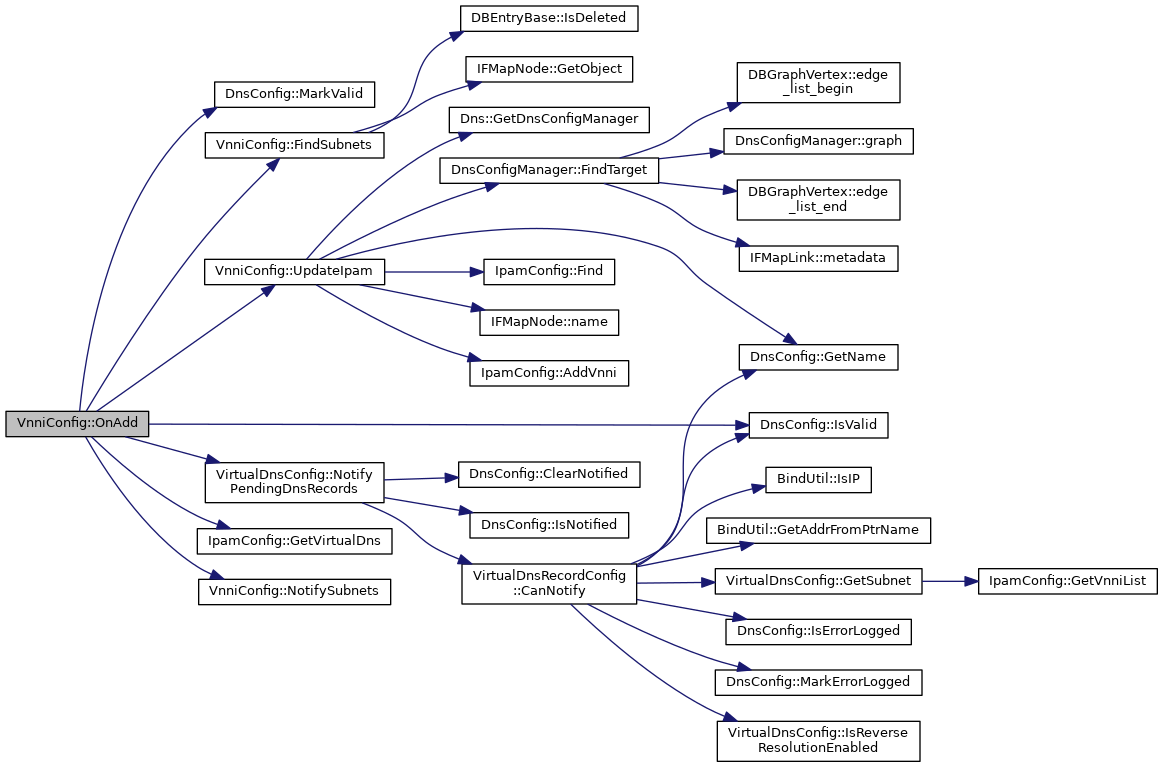 DBEntryBase::IsDeleted
IFMapNode::GetObject
DBGraphVertex::edge
_list_begin
DnsConfig::MarkValid
Dns::GetDnsConfigManager
VnniConfig::FindSubnets
DnsConfigManager::graph
DnsConfigManager::FindTarget
DBGraphVertex::edge
_list_end
IFMapLink::metadata
VnniConfig::UpdateIpam
IpamConfig::Find
IFMapNode::name
DnsConfig::GetName
IpamConfig::AddVnni
VnniConfig::OnAdd
DnsConfig::IsValid
VirtualDnsConfig::Notify
PendingDnsRecords
DnsConfig::ClearNotified
BindUtil::IsIP
DnsConfig::IsNotified
BindUtil::GetAddrFromPtrName
IpamConfig::GetVirtualDns
VirtualDnsRecordConfig
::CanNotify
VirtualDnsConfig::GetSubnet
IpamConfig::GetVnniList
VnniConfig::NotifySubnets
DnsConfig::IsErrorLogged
DnsConfig::MarkErrorLogged
VirtualDnsConfig::IsReverse
ResolutionEnabled